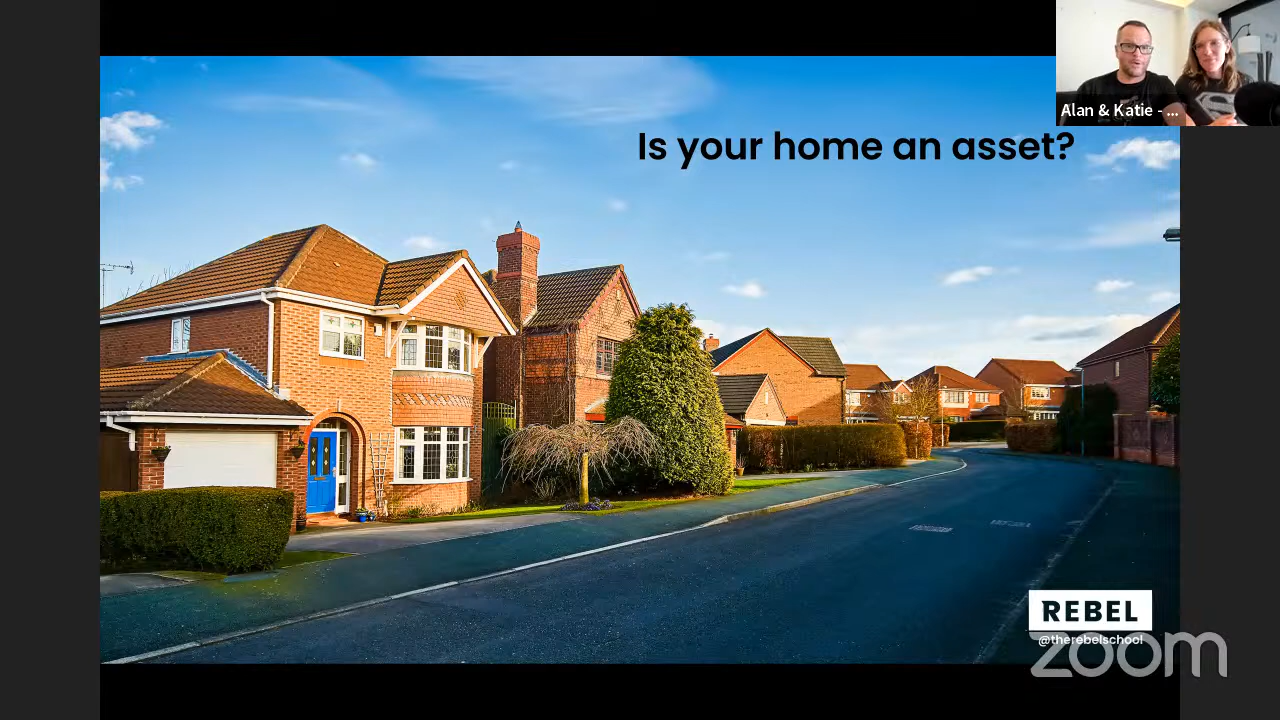 Alan & Katie - ...
Is your home an asset?
REBEL
@therebelschool
zoom